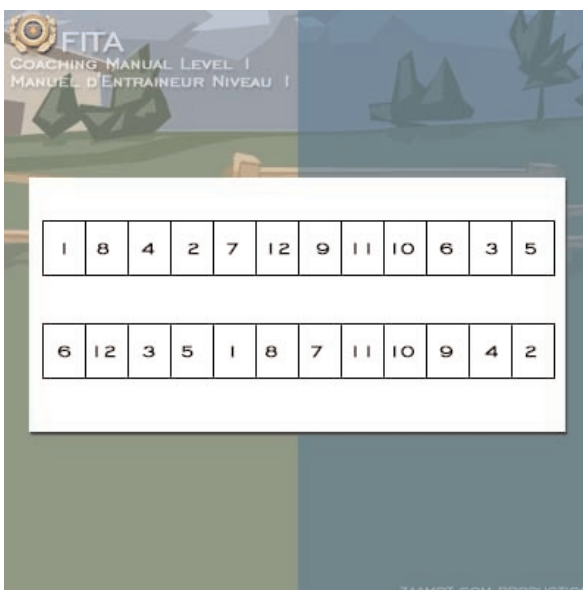 FITA
COACHING MANUAL LEVEL 1
MANUEL D'ENTRAINEUR NIVEAU 1
1 8 4 2 7 12 9 11 10 6 3 5
6 12 3 5 1 8 7 11 10 9 4 2